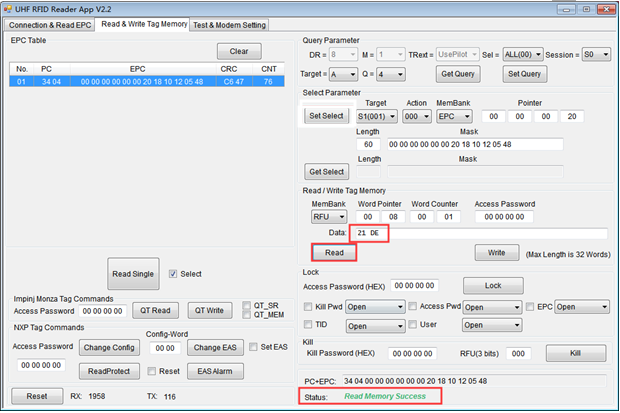 UHF RFID Reader App V2.2
Connection & Read EPC Read & Write Tag Memory Test & Modem Setting
EPC Table
Clear
No. PC EPC CRC CNT
01 34 04 00 00 00 00 00 00 20 18 10 12 05 48 C6 47 76
Read Single Select
Impinj Monza Tag Commands
Access Password 00 00 00 00 QT Read QT Write QT_SR
QT_MEM
NXP Tag Commands
Config-Word
Access Password Change Config 00 00 Change EAS Set EAS
00 00 00 00 ReadProtect Reset EAS Alarm
Reset RX: 1958 TX: 116
Query Parameter
DR = 8 M = 1 TRext = UsePilot Sel = ALL(00) Session = S0
Target = A Q = 4 Get Query Set Query
Select Parameter
Target Action MemBank Pointer
Set Select S1(001) 000 EPC 00 00 00 20
Length Mask
60 00 00 00 00 00 00 20 18 10 12 05 48
Length Mask
Get Select
Read / Write Tag Memory
MemBank Word Pointer Word Counter Access Password
RFU 00 08 00 01 00 00 00 00
Data: 21 DE
Read Write (Max Length is 32 Words)
Lock
Access Password (HEX) 00 00 00 00 Lock
Kill Pwd Open Access Pwd Open EPC Open
TID Open User Open
Kill
Kill Password (HEX) 00 00 00 00 RFU(3 bits) 000 Kill
PC+EPC: 34 04 00 00 00 00 00 00 20 18 10 12 05 48
Status: Read Memory Success